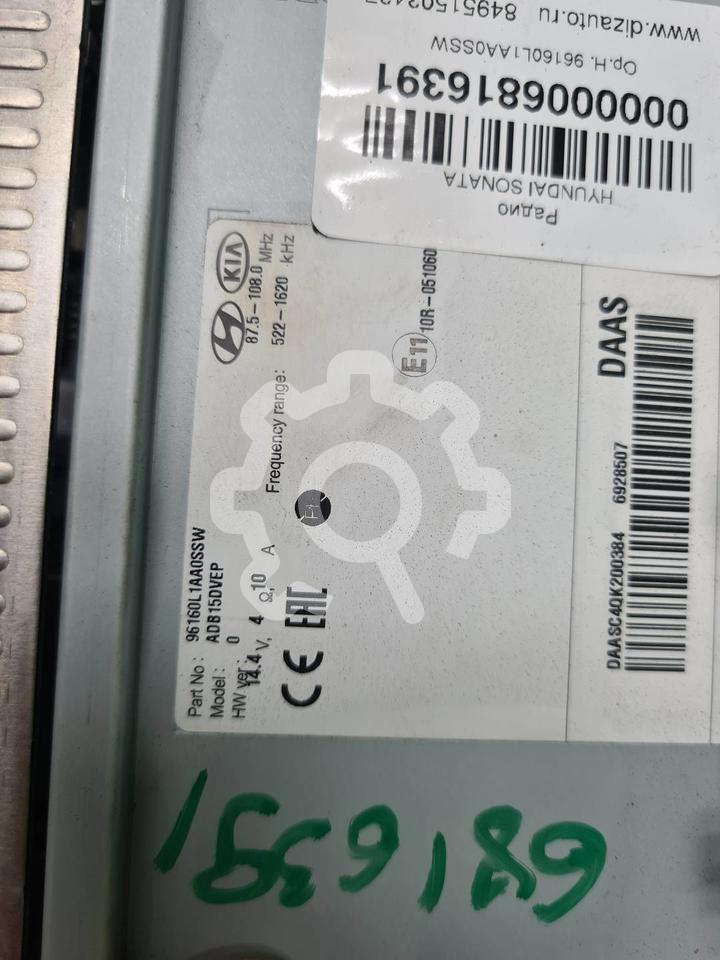 Радио
HYUNDAI SONATA
0000006816391
Ор.Н. 96160L1AA0SSW
www.dizauto.ru
Part No : 96160L1AA0SSW
Model : ADB15DVEP
HW ver : 0
14.4 V, 4 Ω, 10 A
Frequency range: 87.5-108.0 MHz
522-1620 kHz
KIA
CE EAC
E11 10R-051060
DAAS
DAASC4QK200384 6928507
6816391